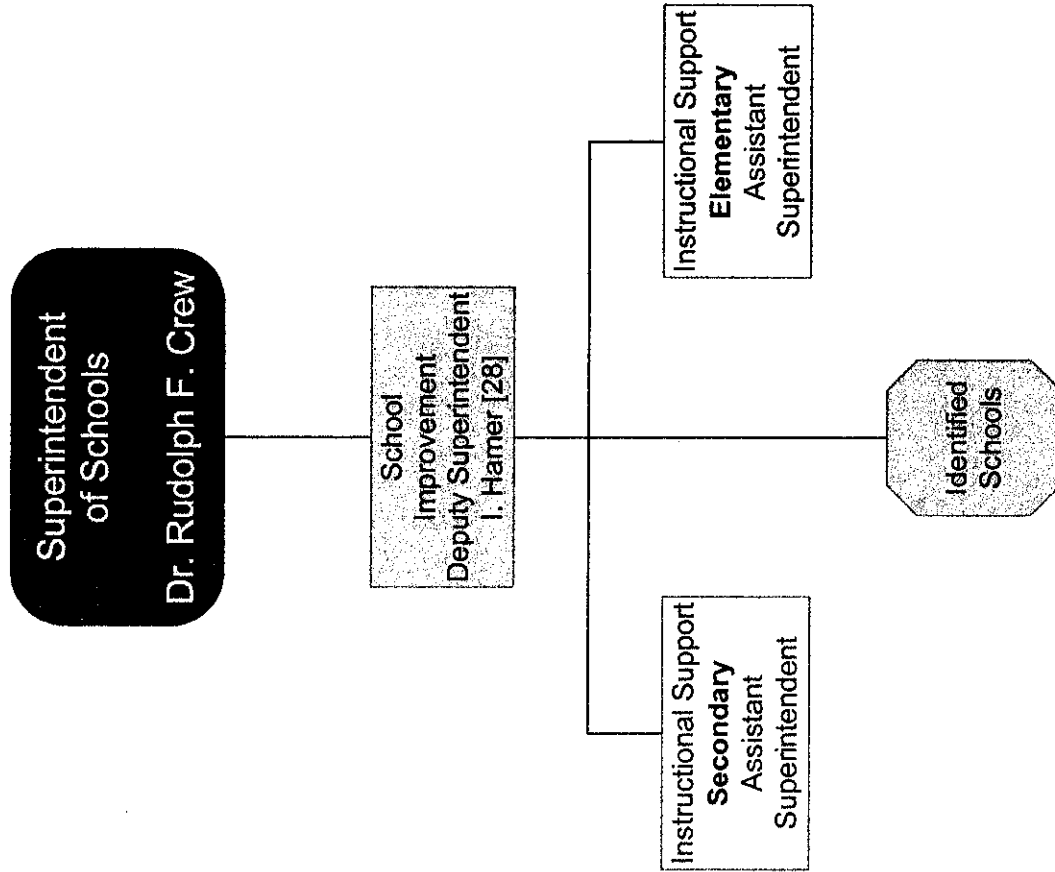 Superintendent
of Schools
Dr. Rudolph F. Crew
School
Improvement
Deputy Superintendent
I. Hamer [28]
Instructional Support
Secondary
Assistant
Superintendent
Instructional Support
Elementary
Assistant
Superintendent
Identified
Schools